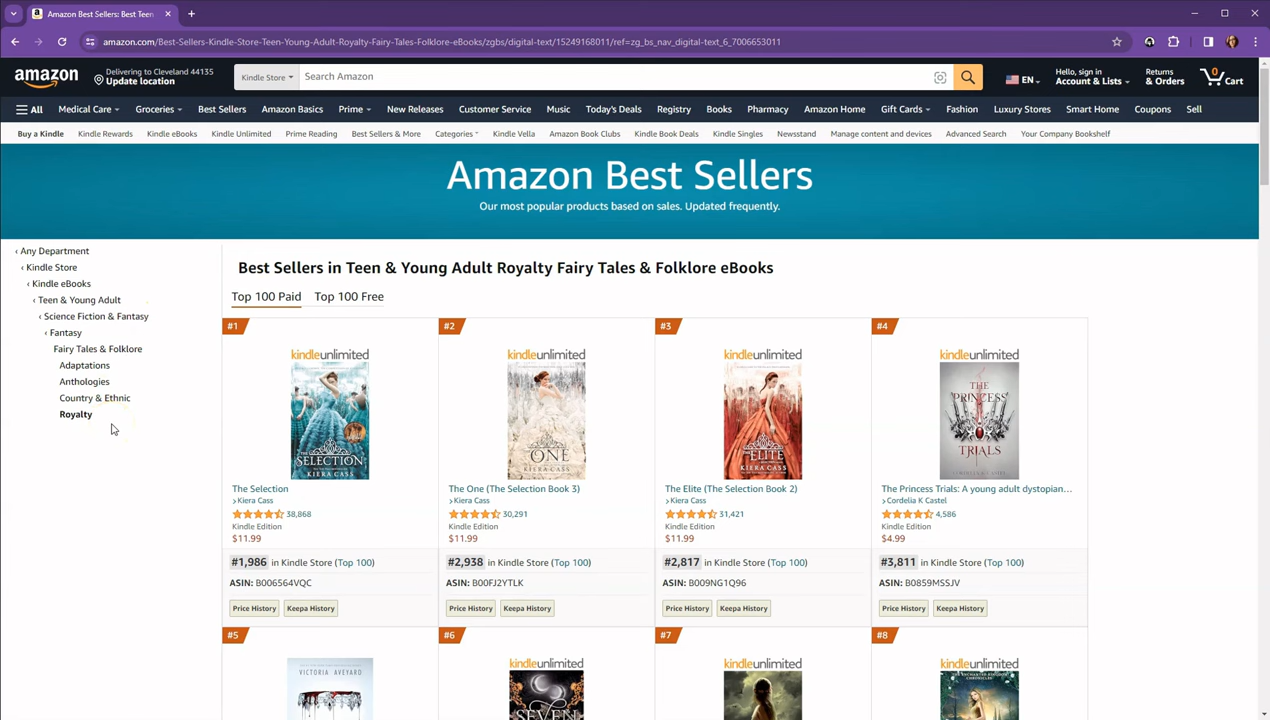 Amazon Best Sellers: Best Teen
amazon.com/Best-Sellers-Kindle-Store-Teen-Young-Adult-Royalty-Fairy-Tales-Folklore-eBooks/zgbs/digital-text/15249168011/ref=zg_bs_nav_digital-text_6_7006653011
amazon
Delivering to Cleveland 44135
Update location
Kindle Store
Search Amazon
EN
Hello, sign in
Account & Lists
Returns
& Orders
0
Cart
All Medical Care Groceries Best Sellers Amazon Basics Prime New Releases Customer Service Music Today's Deals Registry Books Pharmacy Amazon Home Gift Cards Fashion Luxury Stores Smart Home Coupons Sell
Buy a Kindle Kindle Rewards Kindle eBooks Kindle Unlimited Prime Reading Best Sellers & More Categories Kindle Vella Amazon Book Clubs Kindle Book Deals Kindle Singles Newsstand Manage content and devices Advanced Search Your Company Bookshelf
Amazon Best Sellers
Our most popular products based on sales. Updated frequently.
‹ Any Department
‹ Kindle Store
‹ Kindle eBooks
‹ Teen & Young Adult
‹ Science Fiction & Fantasy
‹ Fantasy
Fairy Tales & Folklore
Adaptations
Anthologies
Country & Ethnic
Royalty
Best Sellers in Teen & Young Adult Royalty Fairy Tales & Folklore eBooks
Top 100 Paid Top 100 Free
#1
kindleunlimited
THE SELECTION
KIERA CASS
The Selection
› Kiera Cass
38,868
Kindle Edition
$11.99
#1,986 in Kindle Store (Top 100)
ASIN: B006564VQC
Price History Keepa History
#2
kindleunlimited
THE ONE
KIERA CASS
The One (The Selection Book 3)
› Kiera Cass
30,291
Kindle Edition
$11.99
#2,938 in Kindle Store (Top 100)
ASIN: B00FJ2YTLK
Price History Keepa History
#3
kindleunlimited
THE ELITE
KIERA CASS
The Elite (The Selection Book 2)
› Kiera Cass
31,421
Kindle Edition
$11.99
#2,817 in Kindle Store (Top 100)
ASIN: B009NG1Q96
Price History Keepa History
#4
kindleunlimited
THE
PRINCESS
TRIALS
The Princess Trials: A young adult dystopian...
› Cordelia K Castel
4,586
Kindle Edition
$4.99
#3,811 in Kindle Store (Top 100)
ASIN: B0859MSSJV
Price History Keepa History
#5
VICTORIA AVEYARD
#6
kindleunlimited
SEVEN
#7
kindleunlimited
#8
kindleunlimited